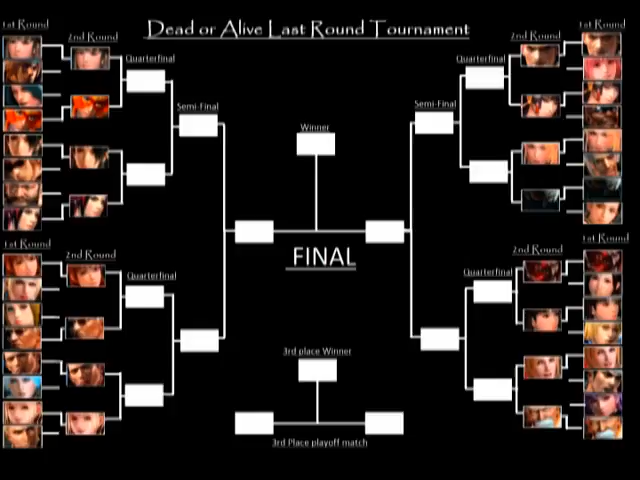 Dead or Alive Last Round Tournament
1st Round
2nd Round
Quarterfinal
Semi-Final
Winner
Semi-Final
Quarterfinal
2nd Round
1st Round
FINAL
1st Round
2nd Round
Quarterfinal
Quarterfinal
2nd Round
1st Round
3rd place Winner
3rd Place playoff match